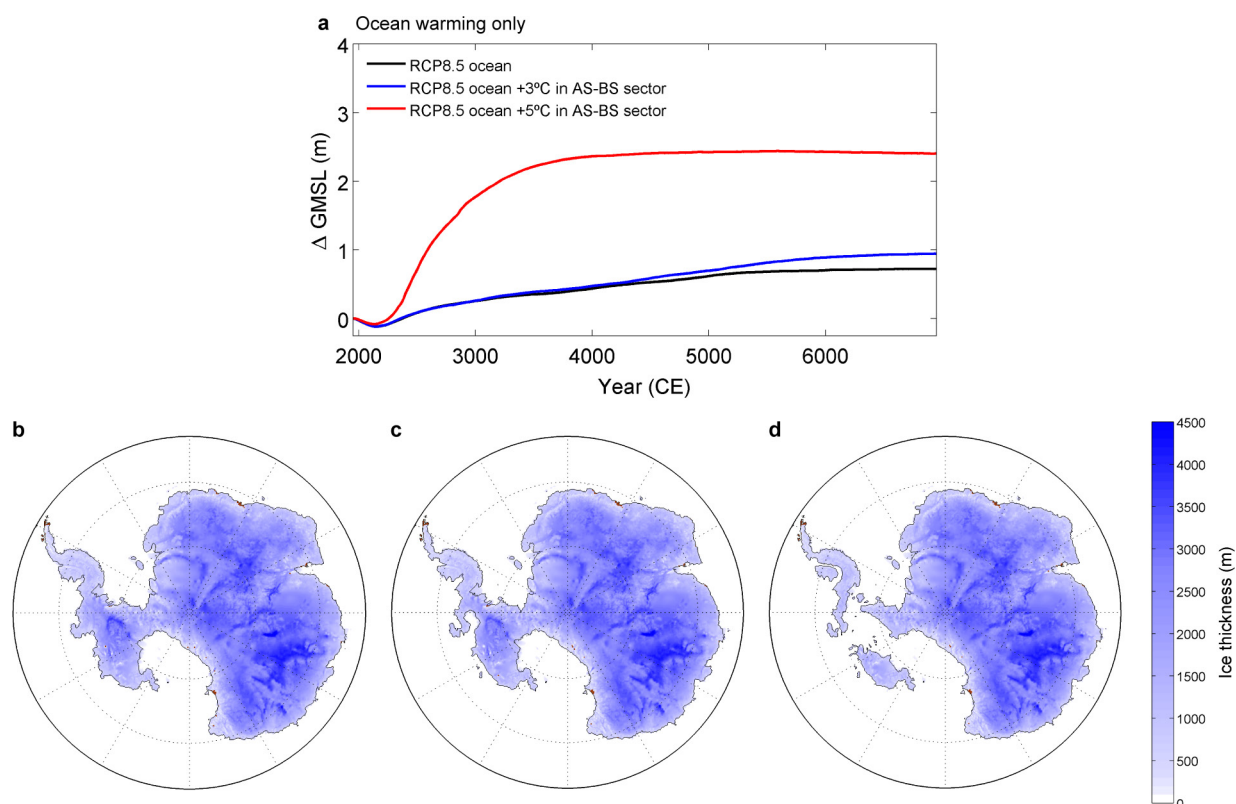 a Ocean warming only
4
3
2
1
0
Δ GMSL (m)
RCP8.5 ocean
RCP8.5 ocean +3ºC in AS-BS sector
RCP8.5 ocean +5ºC in AS-BS sector
2000 3000 4000 5000 6000
Year (CE)
b
c
d
4500
4000
3500
3000
2500
2000
1500
1000
500
0
Ice thickness (m)